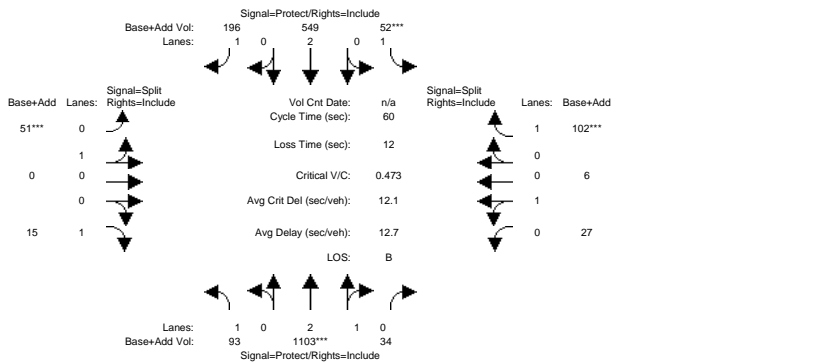 Signal=Protect/Rights=Include
Base+Add Vol: 196 549 52***
Lanes: 1 0 2 0 1
Signal=Split
Base+Add Lanes: Rights=Include
Vol Cnt Date: n/a
Signal=Split
Rights=Include Lanes: Base+Add
Cycle Time (sec): 60
51*** 0
1 102***
Loss Time (sec): 12
1
0
0 0
Critical V/C: 0.473
0 6
0
Avg Crit Del (sec/veh): 12.1
1
15 1
Avg Delay (sec/veh): 12.7
0 27
LOS: B
Lanes: 1 0 2 1 0
Base+Add Vol: 93 1103*** 34
Signal=Protect/Rights=Include